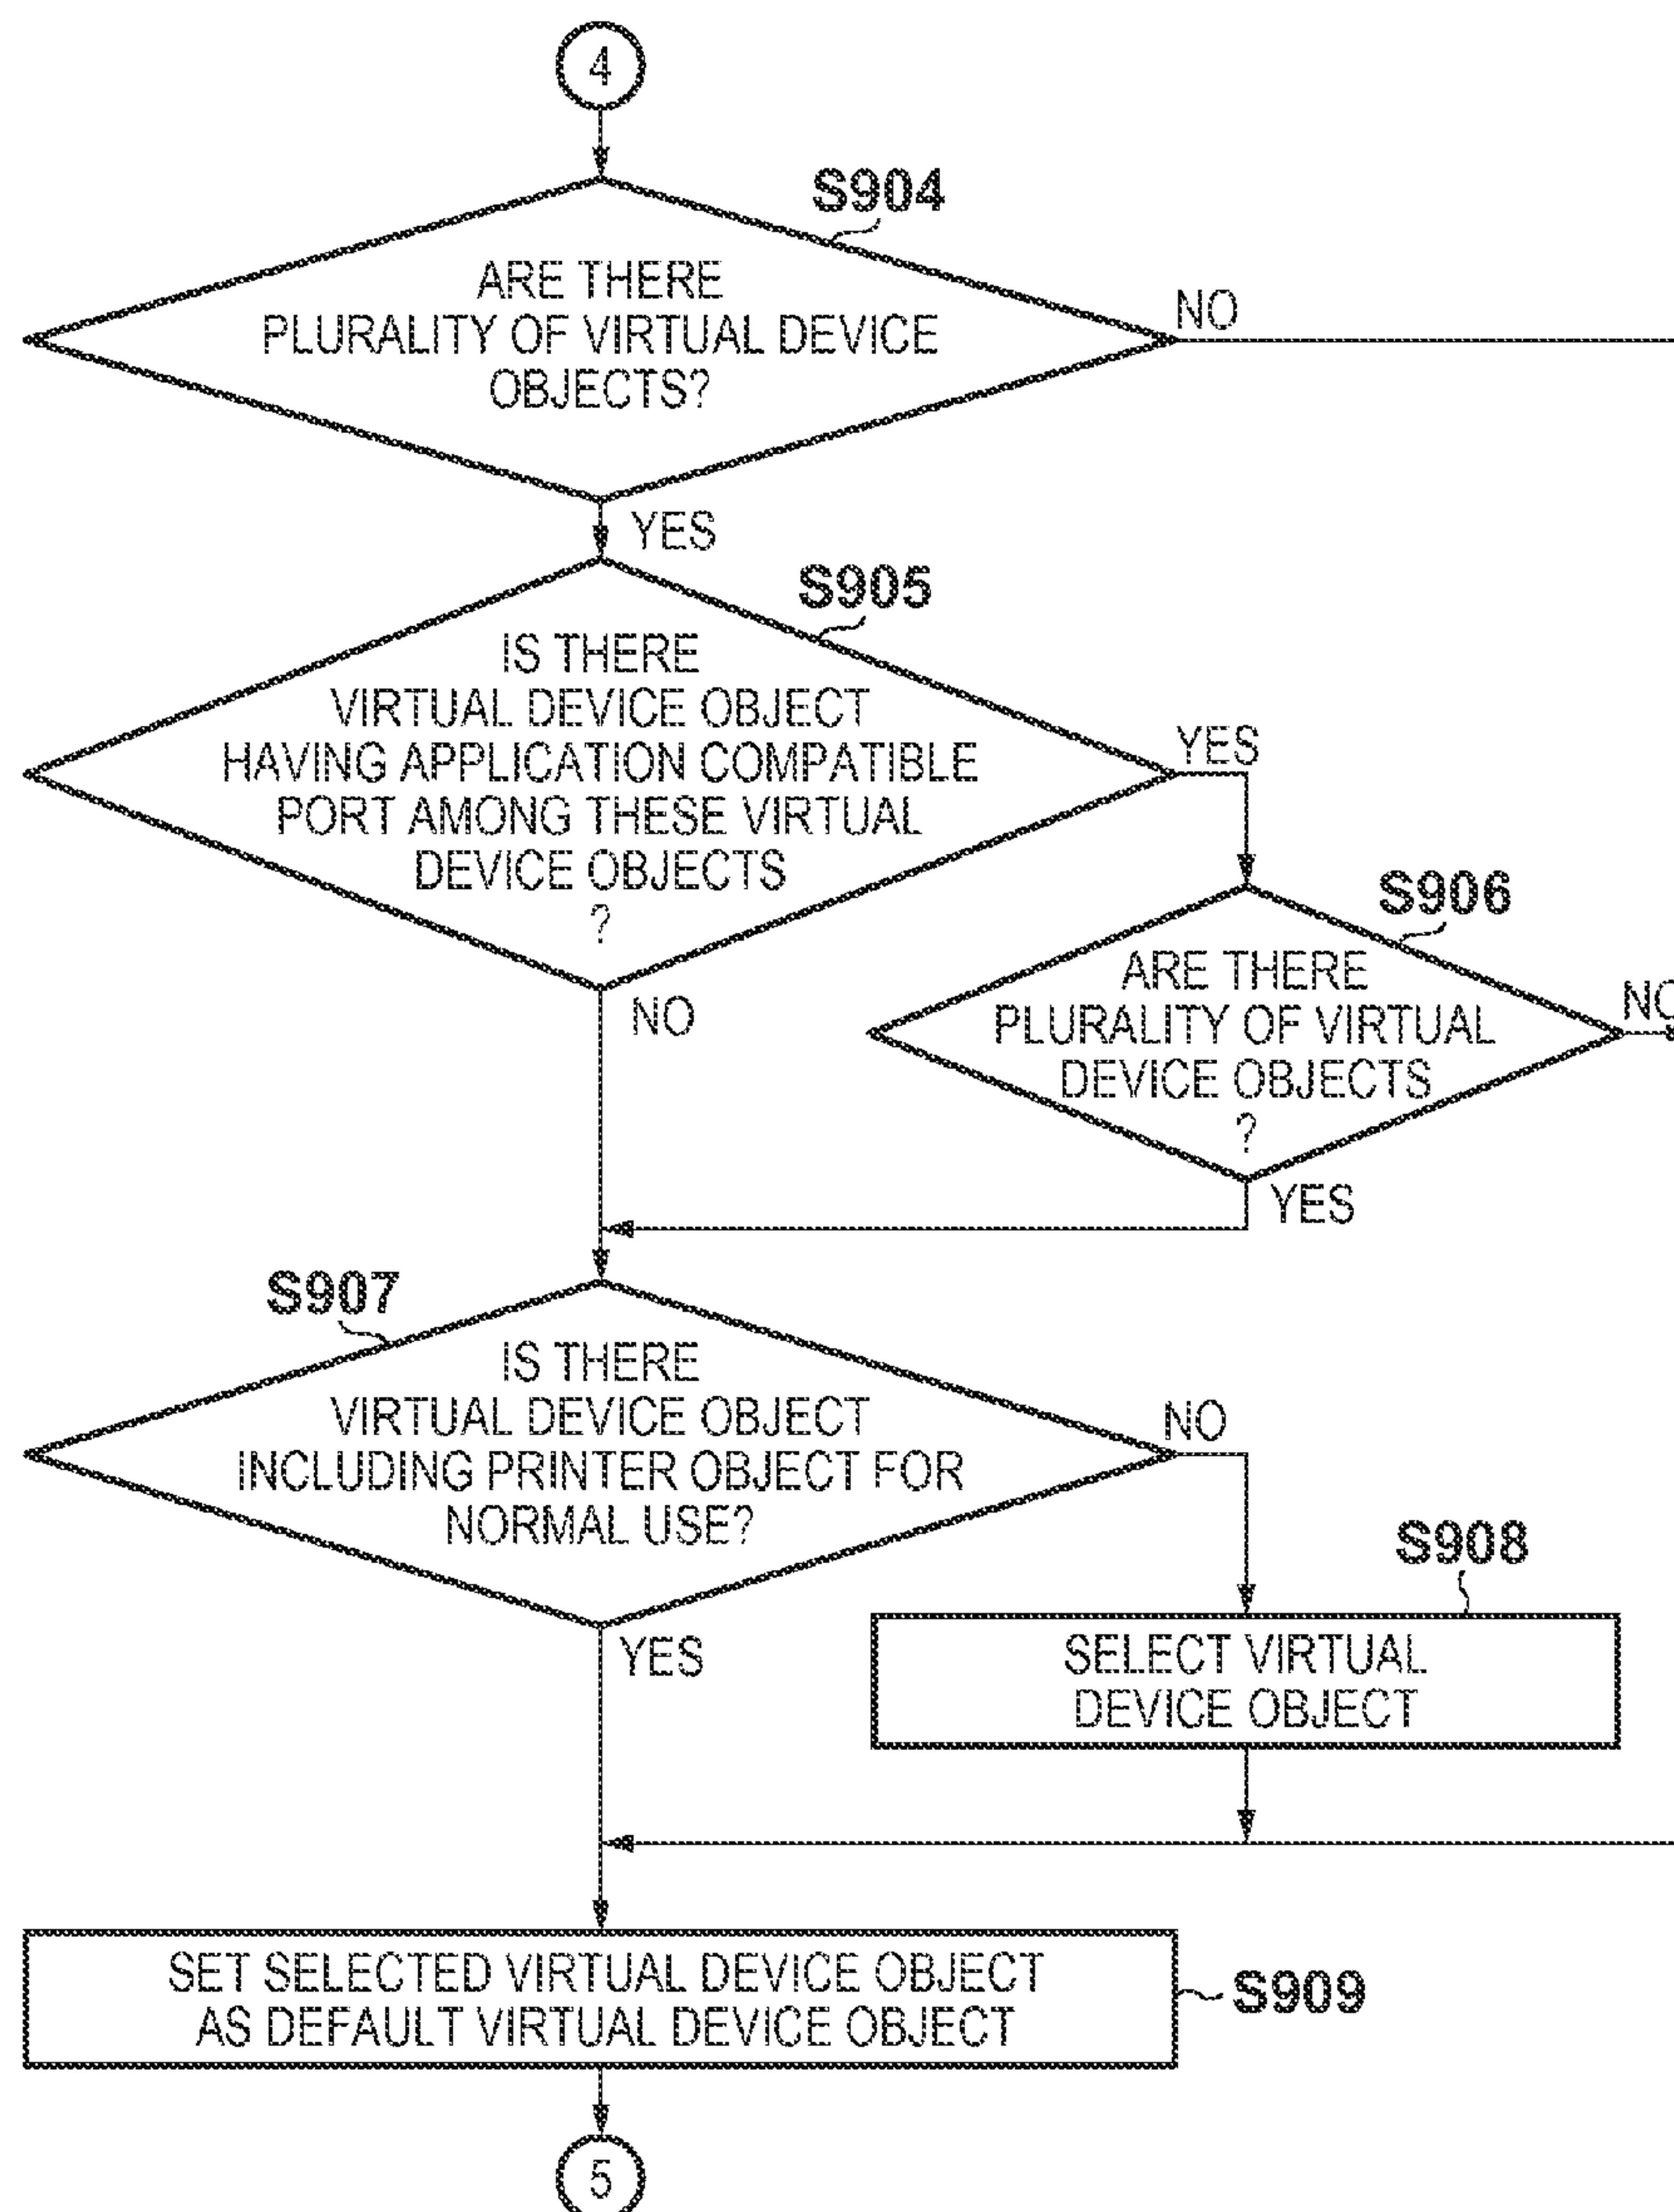 4
S904
ARE THERE
PLURALITY OF VIRTUAL DEVICE
OBJECTS?
NO
YES
S905
IS THERE
VIRTUAL DEVICE OBJECT
HAVING APPLICATION COMPATIBLE
PORT AMONG THESE VIRTUAL
DEVICE OBJECTS
?
YES
NO
S906
ARE THERE
PLURALITY OF VIRTUAL
DEVICE OBJECTS
?
NO
YES
S907
IS THERE
VIRTUAL DEVICE OBJECT
INCLUDING PRINTER OBJECT FOR
NORMAL USE?
NO
YES
S908
SELECT VIRTUAL
DEVICE OBJECT
SET SELECTED VIRTUAL DEVICE OBJECT
AS DEFAULT VIRTUAL DEVICE OBJECT
S909
5